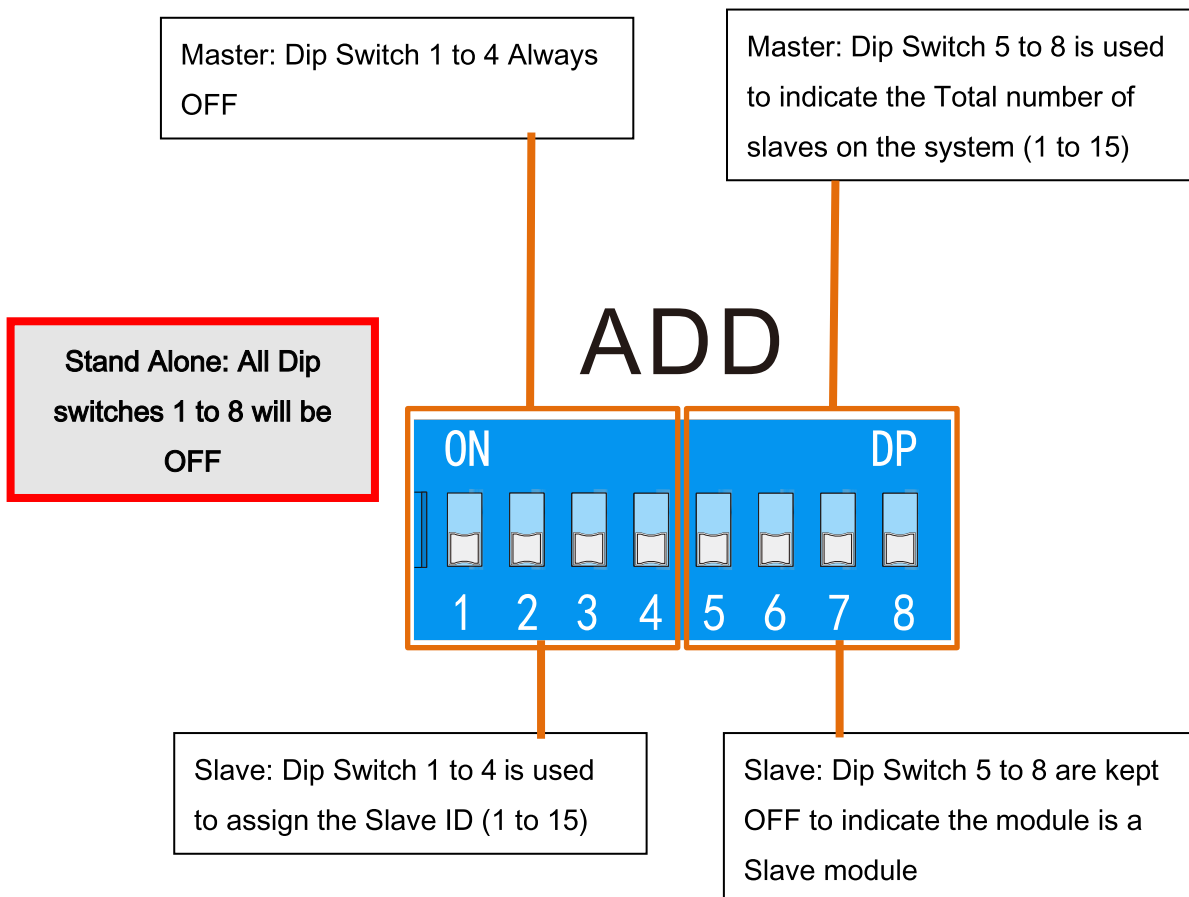 Master: Dip Switch 1 to 4 Always
OFF
Master: Dip Switch 5 to 8 is used
to indicate the Total number of
slaves on the system (1 to 15)
Stand Alone: All Dip
switches 1 to 8 will be
OFF
ADD
ON DP
1 2 3 4 5 6 7 8
Slave: Dip Switch 1 to 4 is used
to assign the Slave ID (1 to 15)
Slave: Dip Switch 5 to 8 are kept
OFF to indicate the module is a
Slave module